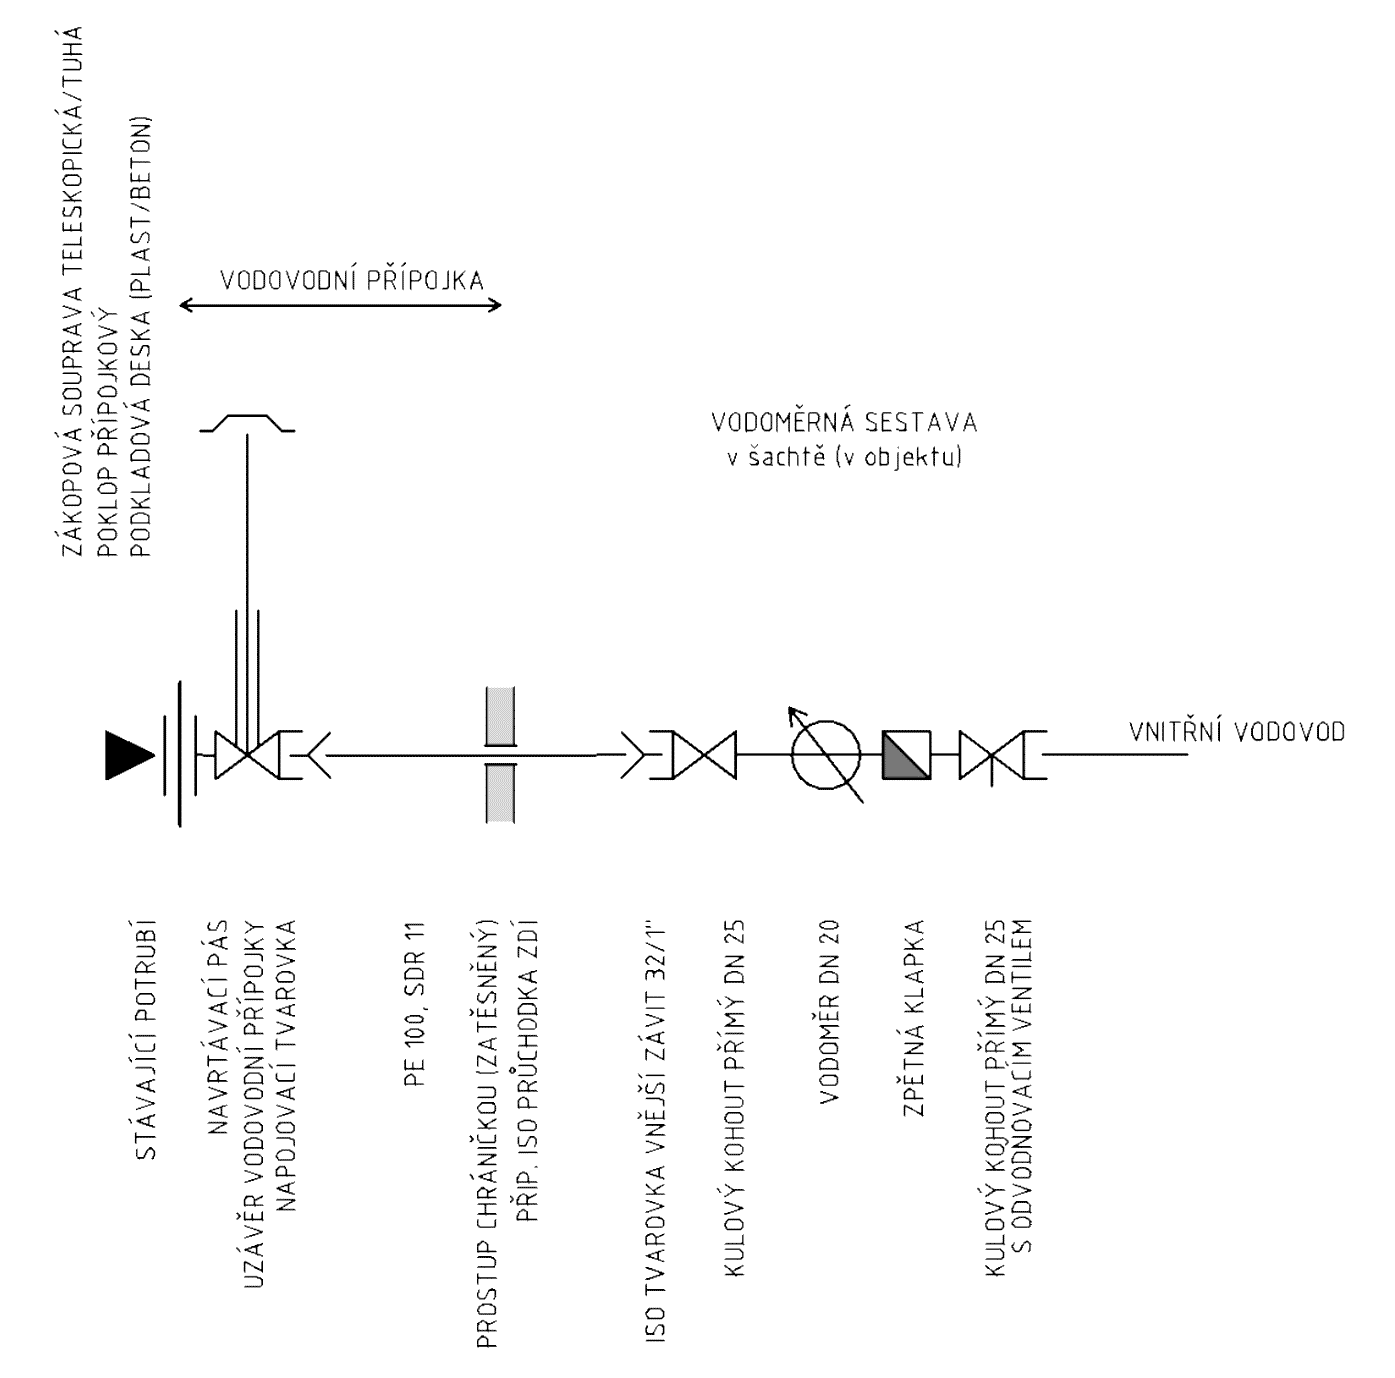 ZÁKOPOVÁ SOUPRAVA TELESKOPICKÁ/TUHÁ
POKLOP PŘÍPOJKOVÝ
PODKLADOVÁ DESKA (PLAST/BETON)
VODOVODNÍ PŘÍPOJKA
VODOMĚRNÁ SESTAVA
v šachtě (v objektu)
VNITŘNÍ VODOVOD
STÁVAJÍCÍ POTRUBÍ
NAVRTÁVACÍ PÁS
UZÁVĚR VODOVODNÍ PŘÍPOJKY
NAPOJOVACÍ TVAROVKA
PE 100, SDR 11
PROSTUP CHRÁNIČKOU (ZATĚSNĚNÝ)
PŘIP. ISO PRŮCHODKA ZDÍ
ISO TVAROVKA VNĚJŠÍ ZÁVIT 32/1"
KULOVÝ KOHOUT PŘÍMÝ DN 25
VODOMĚR DN 20
ZPĚTNÁ KLAPKA
KULOVÝ KOHOUT PŘÍMÝ DN 25
S ODVODŇOVACÍM VENTILEM